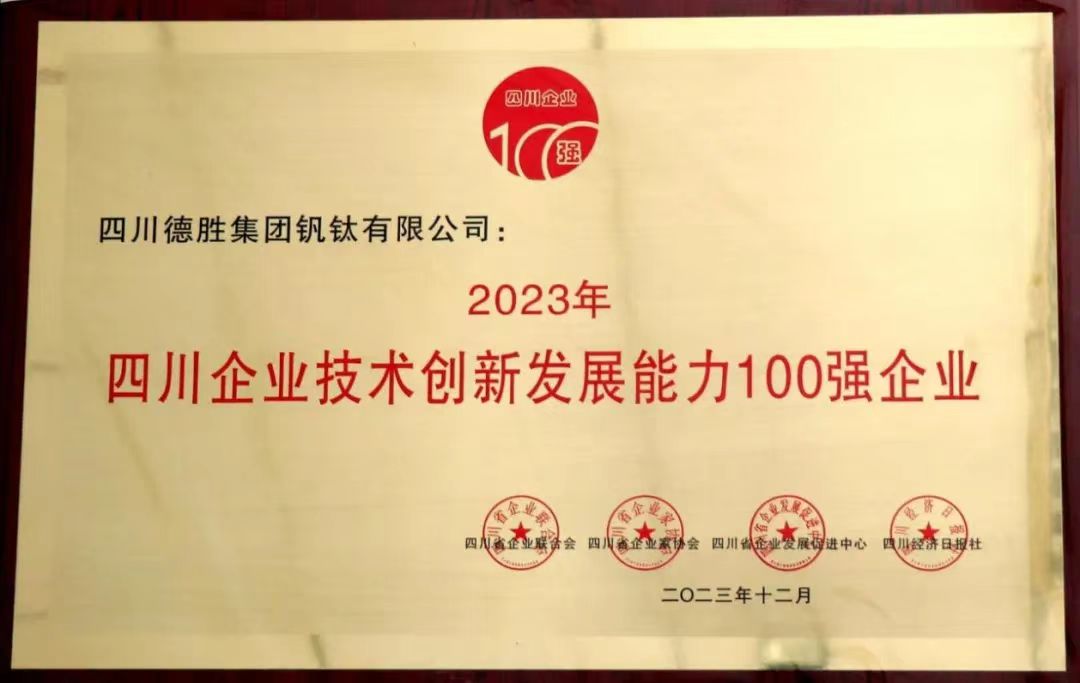 四川企业
100强
四川德胜集团钒钛有限公司：
2023年
四川企业技术创新发展能力100强企业
四川省企业联合会 四川省企业家协会 四川省企业发展促进中心 四川经济日报社
二〇二三年十二月